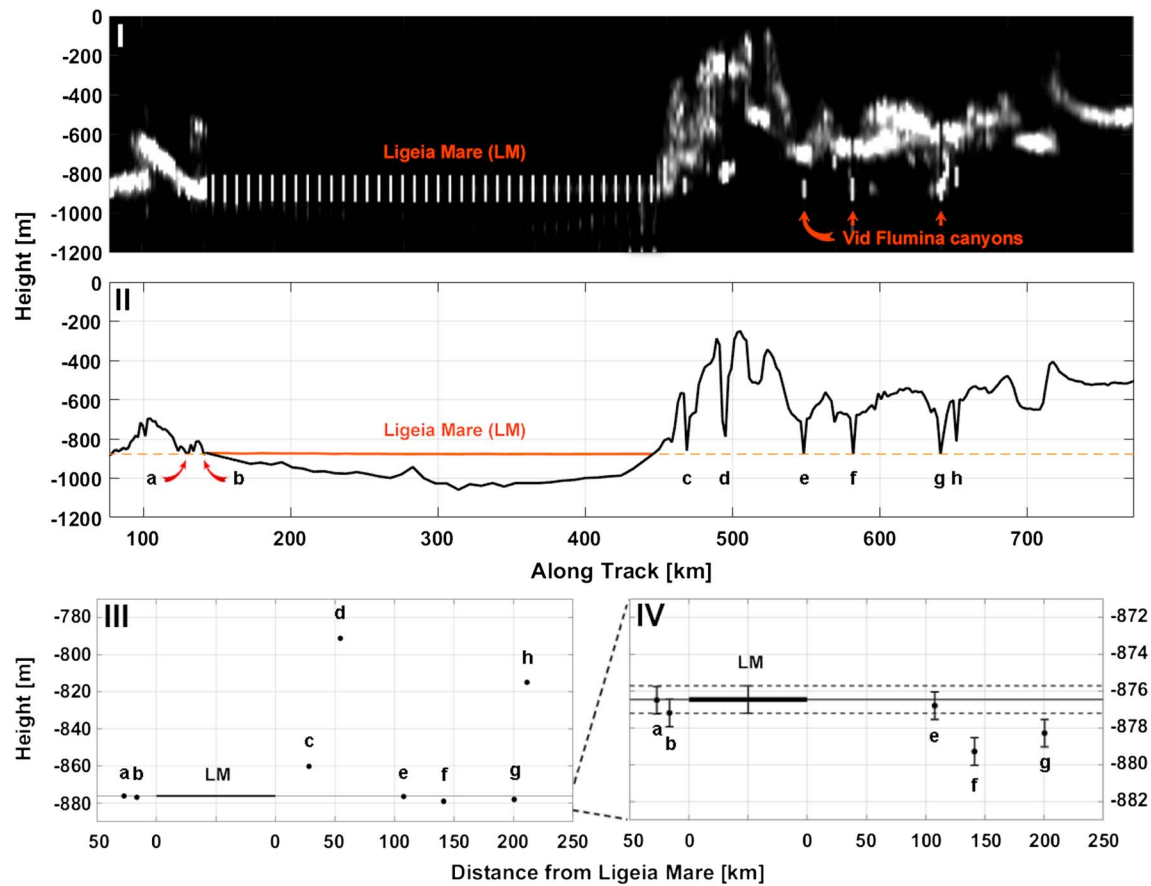 I
Height [m]
0
-200
-400
-600
-800
-1000
-1200
Ligeia Mare (LM)
Vid Flumina canyons
II
0
-200
-400
-600
-800
-1000
-1200
Ligeia Mare (LM)
a b c d e f g h
100 200 300 400 500 600 700
Along Track [km]
III
Height [m]
-780
-800
-820
-840
-860
-880
d
h
c
a b LM e f g
50 0 0 50 100 150 200 250
IV
-872
-874
-876
-878
-880
-882
LM
a
b
e
f
g
50 0 0 50 100 150 200 250
Distance from Ligeia Mare [km]